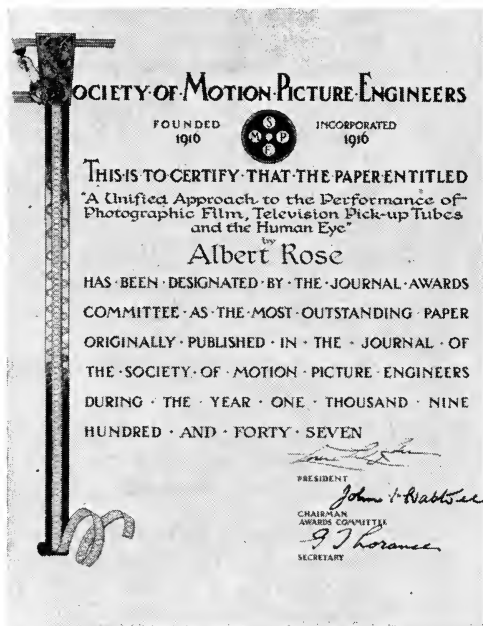 SOCIETY·OF·MOTION·PICTURE·ENGINEERS
FOUNDED
1916
S
M P
E
INCORPORATED
1916
THIS·IS·TO·CERTIFY·THAT·THE·PAPER·ENTITLED
"A Unified Approach to the Performance of
Photographic Film, Television Pick-up Tubes
and the Human Eye"
by
Albert Rose
HAS·BEEN·DESIGNATED·BY·THE·JOURNAL·AWARDS
COMMITTEE·AS·THE·MOST·OUTSTANDING·PAPER
ORIGINALLY·PUBLISHED·IN·THE·JOURNAL·OF
THE·SOCIETY·OF·MOTION·PICTURE·ENGINEERS
DURING·THE·YEAR·ONE·THOUSAND·NINE
HUNDRED·AND·FORTY·SEVEN
PRESIDENT
John
CHAIRMAN
AWARDS COMMITTEE
SECRETARY